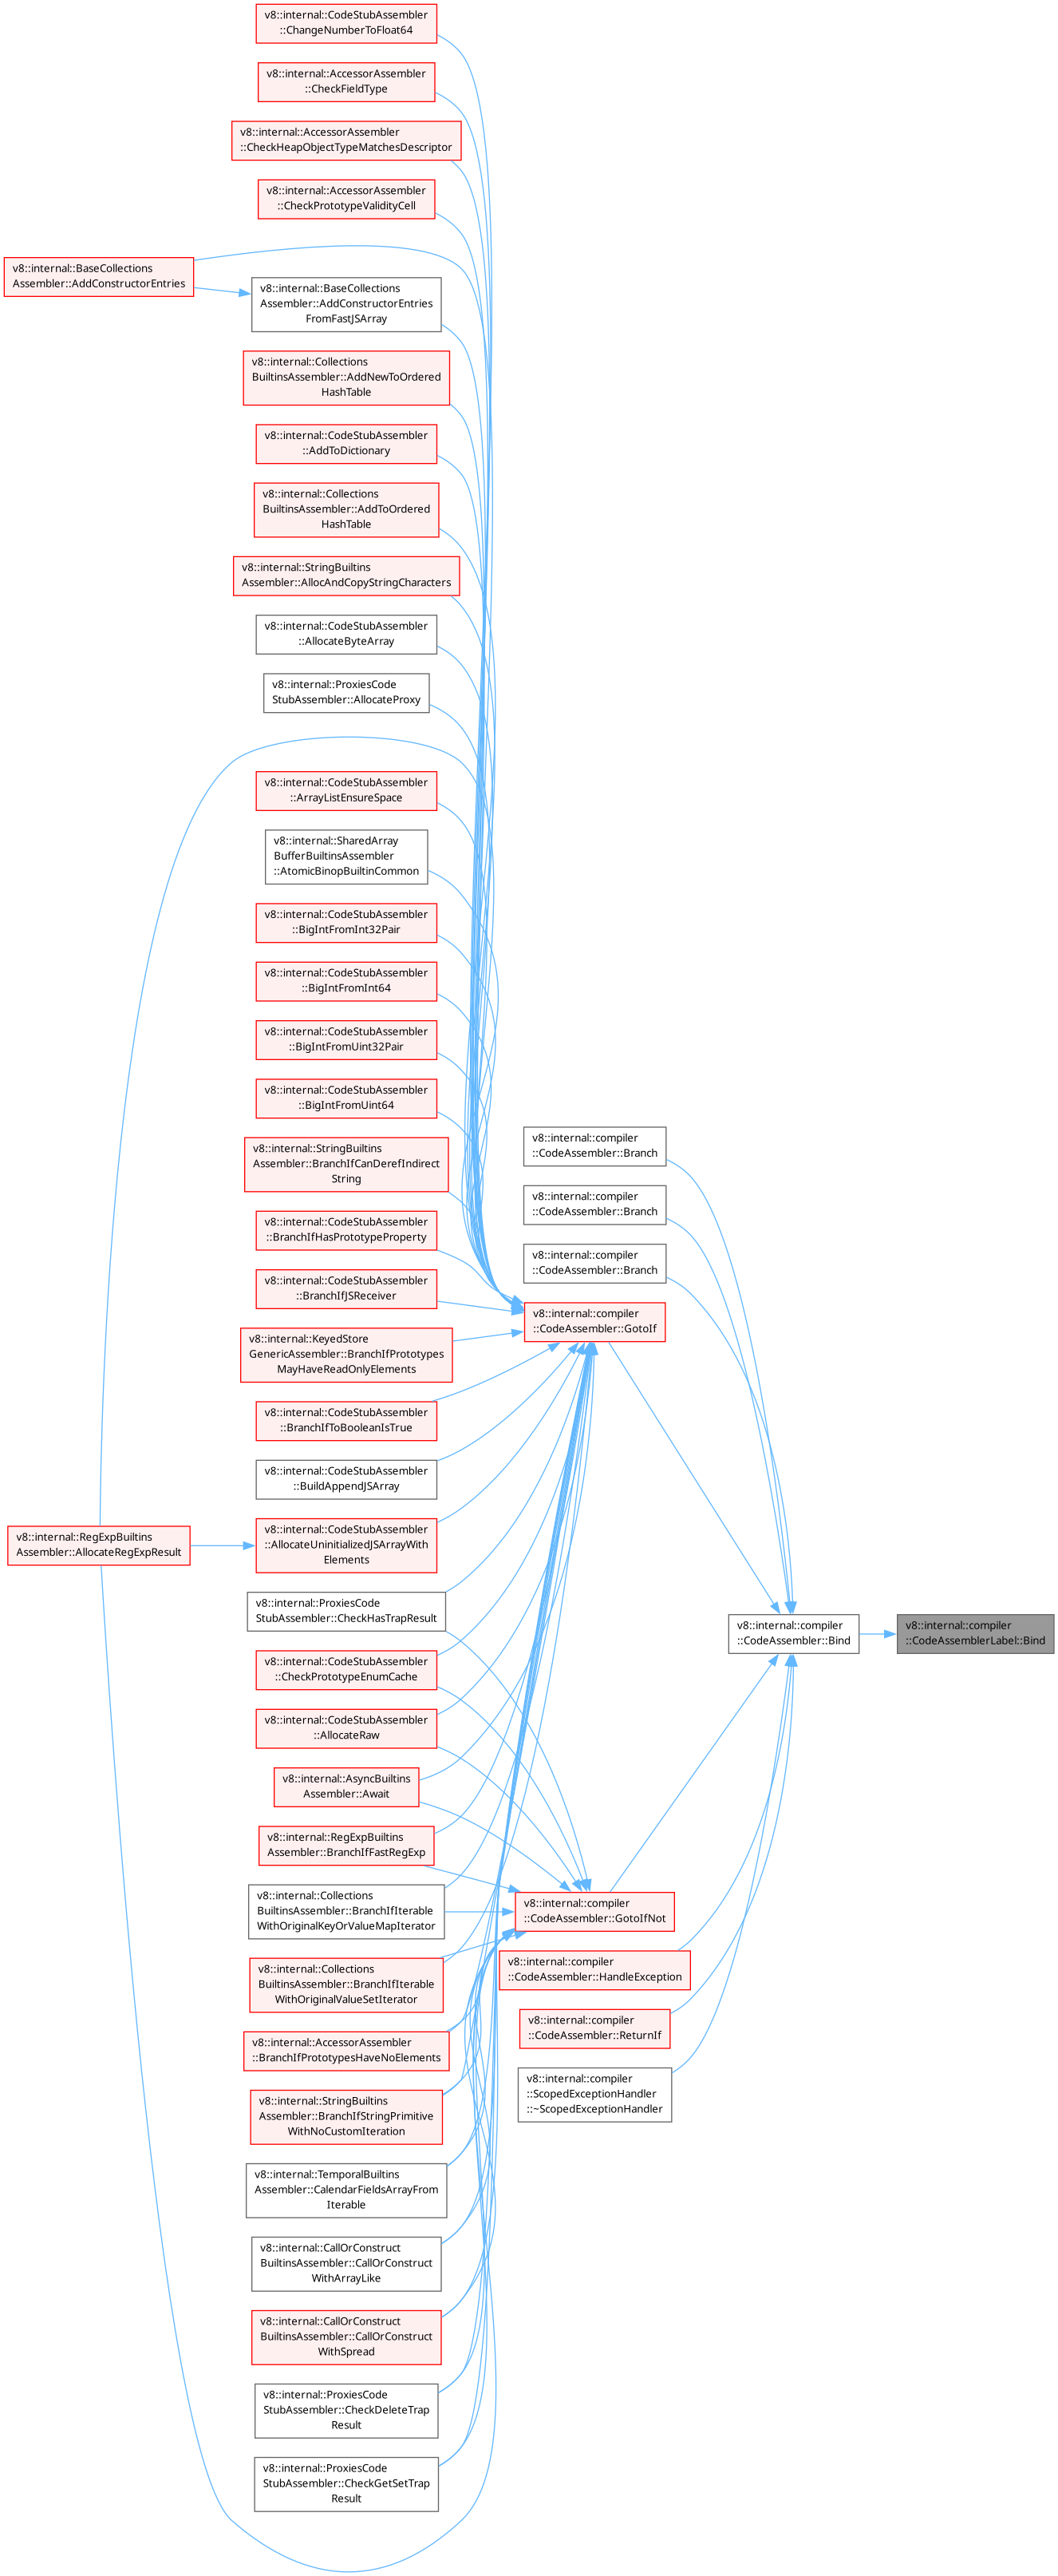 v8::internal::CodeStubAssembler
::ChangeNumberToFloat64
v8::internal::AccessorAssembler
::CheckFieldType
v8::internal::AccessorAssembler
::CheckHeapObjectTypeMatchesDescriptor
v8::internal::AccessorAssembler
::CheckPrototypeValidityCell
v8::internal::BaseCollections
Assembler::AddConstructorEntries
v8::internal::BaseCollections
Assembler::AddConstructorEntries
FromFastJSArray
v8::internal::Collections
BuiltinsAssembler::AddNewToOrdered
HashTable
v8::internal::CodeStubAssembler
::AddToDictionary
v8::internal::Collections
BuiltinsAssembler::AddToOrdered
HashTable
v8::internal::StringBuiltins
Assembler::AllocAndCopyStringCharacters
v8::internal::CodeStubAssembler
::AllocateByteArray
v8::internal::ProxiesCode
StubAssembler::AllocateProxy
v8::internal::CodeStubAssembler
::ArrayListEnsureSpace
v8::internal::SharedArray
BufferBuiltinsAssembler
::AtomicBinopBuiltinCommon
v8::internal::CodeStubAssembler
::BigIntFromInt32Pair
v8::internal::CodeStubAssembler
::BigIntFromInt64
v8::internal::CodeStubAssembler
::BigIntFromUint32Pair
v8::internal::CodeStubAssembler
::BigIntFromUint64
v8::internal::StringBuiltins
Assembler::BranchIfCanDerefIndirect
String
v8::internal::CodeStubAssembler
::BranchIfHasPrototypeProperty
v8::internal::CodeStubAssembler
::BranchIfJSReceiver
v8::internal::KeyedStore
GenericAssembler::BranchIfPrototypes
MayHaveReadOnlyElements
v8::internal::CodeStubAssembler
::BranchIfToBooleanIsTrue
v8::internal::CodeStubAssembler
::BuildAppendJSArray
v8::internal::RegExpBuiltins
Assembler::AllocateRegExpResult
v8::internal::CodeStubAssembler
::AllocateUninitializedJSArrayWith
Elements
v8::internal::ProxiesCode
StubAssembler::CheckHasTrapResult
v8::internal::CodeStubAssembler
::CheckPrototypeEnumCache
v8::internal::CodeStubAssembler
::AllocateRaw
v8::internal::AsyncBuiltins
Assembler::Await
v8::internal::RegExpBuiltins
Assembler::BranchIfFastRegExp
v8::internal::Collections
BuiltinsAssembler::BranchIfIterable
WithOriginalKeyOrValueMapIterator
v8::internal::Collections
BuiltinsAssembler::BranchIfIterable
WithOriginalValueSetIterator
v8::internal::AccessorAssembler
::BranchIfPrototypesHaveNoElements
v8::internal::StringBuiltins
Assembler::BranchIfStringPrimitive
WithNoCustomIteration
v8::internal::TemporalBuiltins
Assembler::CalendarFieldsArrayFrom
Iterable
v8::internal::CallOrConstruct
BuiltinsAssembler::CallOrConstruct
WithArrayLike
v8::internal::CallOrConstruct
BuiltinsAssembler::CallOrConstruct
WithSpread
v8::internal::ProxiesCode
StubAssembler::CheckDeleteTrap
Result
v8::internal::ProxiesCode
StubAssembler::CheckGetSetTrap
Result
v8::internal::compiler
::CodeAssembler::Branch
v8::internal::compiler
::CodeAssembler::Branch
v8::internal::compiler
::CodeAssembler::Branch
v8::internal::compiler
::CodeAssembler::GotoIf
v8::internal::compiler
::CodeAssembler::GotoIfNot
v8::internal::compiler
::CodeAssembler::HandleException
v8::internal::compiler
::CodeAssembler::ReturnIf
v8::internal::compiler
::ScopedExceptionHandler
::~ScopedExceptionHandler
v8::internal::compiler
::CodeAssembler::Bind
v8::internal::compiler
::CodeAssemblerLabel::Bind